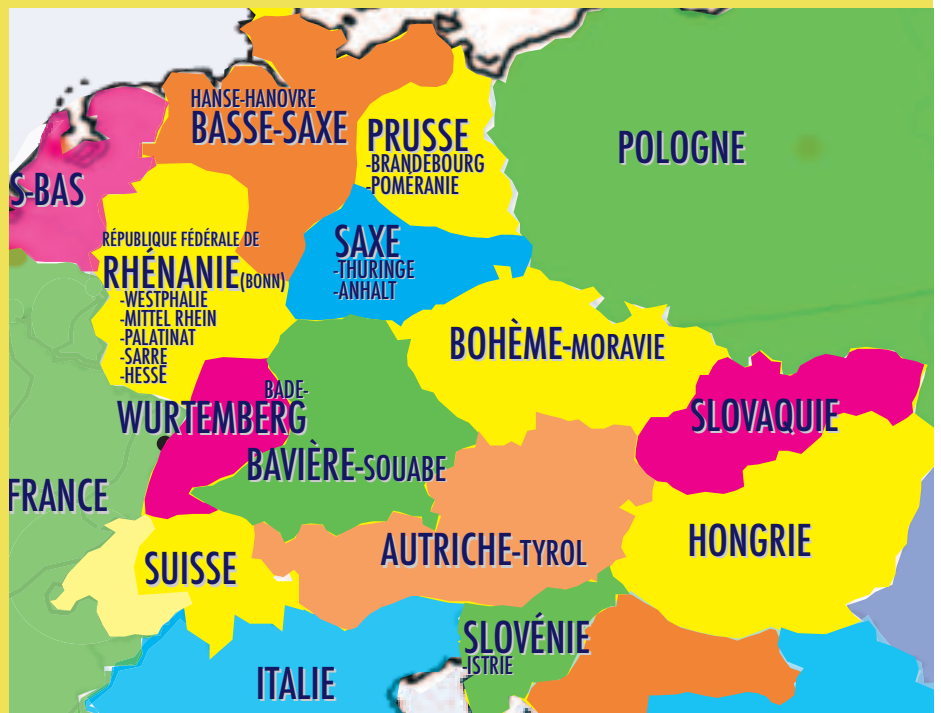 HANSE-HANOVRE
BASSE-SAXE
PRUSSE
-BRANDEBOURG
-POMÉRANIE
POLOGNE
S-BAS
RÉPUBLIQUE FÉDÉRALE DE
RHÉNANIE(BONN)
-WESTPHALIE
-MITTEL RHEIN
-PALATINAT
-SARRE
-HESSE
SAXE
-THURINGE
-ANHALT
BOHÈME-MORAVIE
BADE-
WURTEMBERG
SLOVAQUIE
BAVIÈRE-SOUABE
FRANCE
SUISSE
AUTRICHE-TYROL
HONGRIE
SLOVÉNIE
-ISTRIE
ITALIE